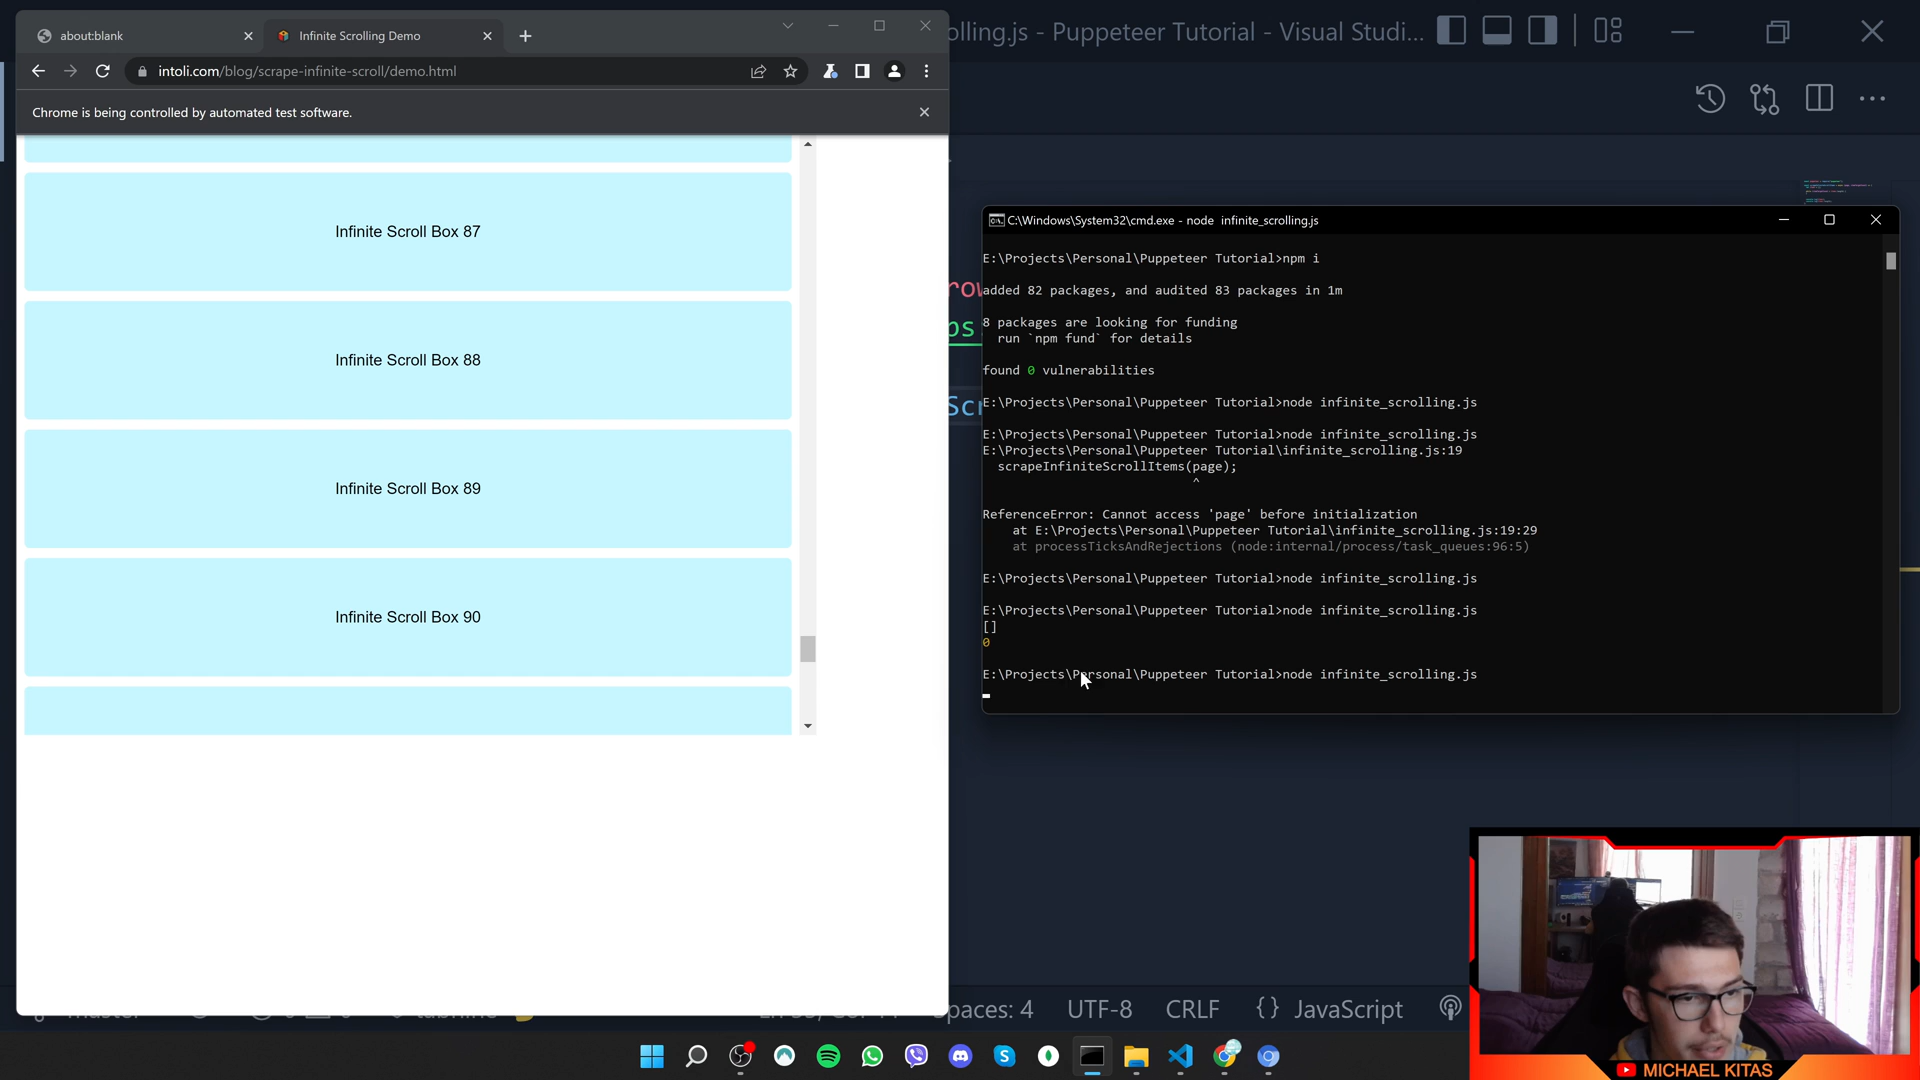 about:blank
Infinite Scrolling Demo
intoli.com/blog/scrape-infinite-scroll/demo.html
Chrome is being controlled by automated test software.
Infinite Scroll Box 87
Infinite Scroll Box 88
Infinite Scroll Box 89
Infinite Scroll Box 90
olling.js - Puppeteer Tutorial - Visual Studi...
C:\Windows\System32\cmd.exe - node  infinite_scrolling.js
E:\Projects\Personal\Puppeteer Tutorial>npm i
added 82 packages, and audited 83 packages in 1m
8 packages are looking for funding
run `npm fund` for details
found 0 vulnerabilities
E:\Projects\Personal\Puppeteer Tutorial>node infinite_scrolling.js
E:\Projects\Personal\Puppeteer Tutorial>node infinite_scrolling.js
E:\Projects\Personal\Puppeteer Tutorial\infinite_scrolling.js:19
scrapeInfiniteScrollItems(page);
^
ReferenceError: Cannot access 'page' before initialization
at E:\Projects\Personal\Puppeteer Tutorial\infinite_scrolling.js:19:29
at processTicksAndRejections (node:internal/process/task_queues:96:5)
E:\Projects\Personal\Puppeteer Tutorial>node infinite_scrolling.js
E:\Projects\Personal\Puppeteer Tutorial>node infinite_scrolling.js
[]
0
E:\Projects\Personal\Puppeteer Tutorial>node infinite_scrolling.js
paces: 4
UTF-8
CRLF
{ } JavaScript
MICHAEL KITAS